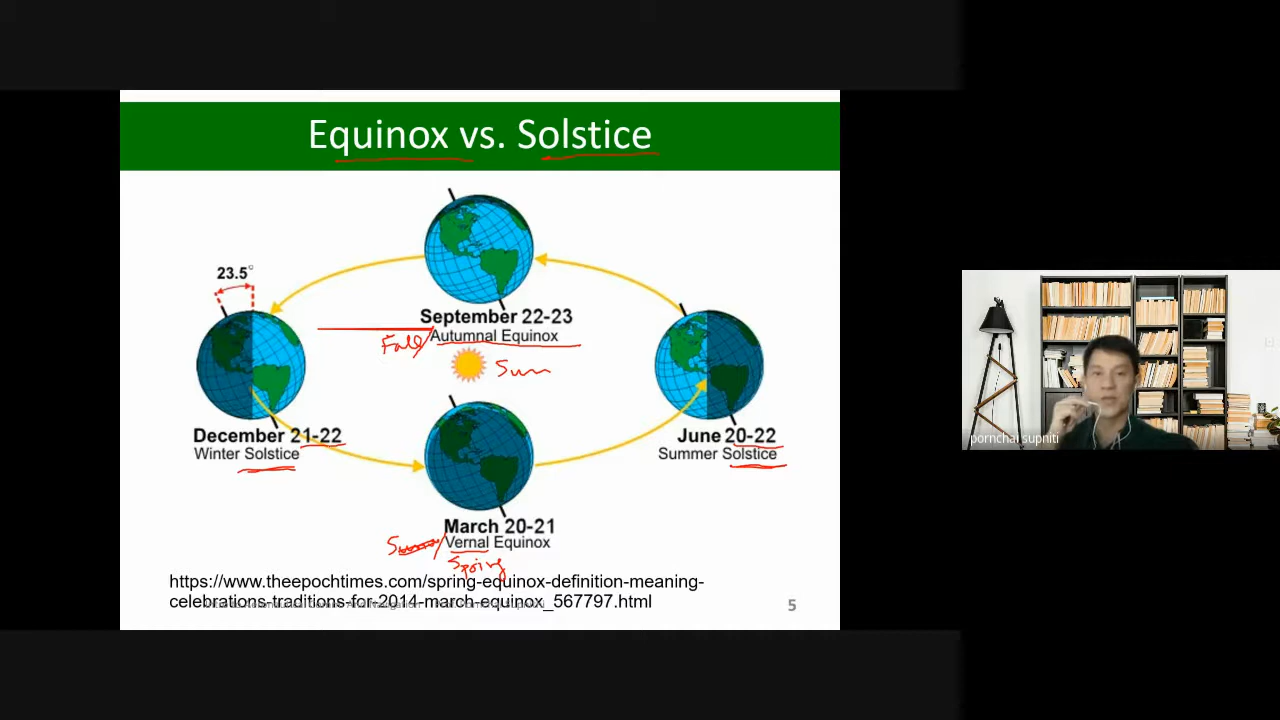 Equinox vs. Solstice
23.5°
September 22-23
Fall/ Autumnal Equinox
Sun
December 21-22
Winter Solstice
June 20-22
Summer Solstice
March 20-21
/ Vernal Equinox
Spring
https://www.theepochtimes.com/spring-equinox-definition-meaning-
celebrations-traditions-for-2014-march-equinox_567797.html
5
pornchai supniti